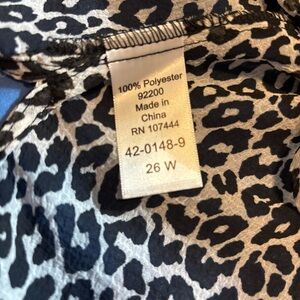 100% Polyester
92200
Made in
China
RN 107444
42-0148-9
26 W